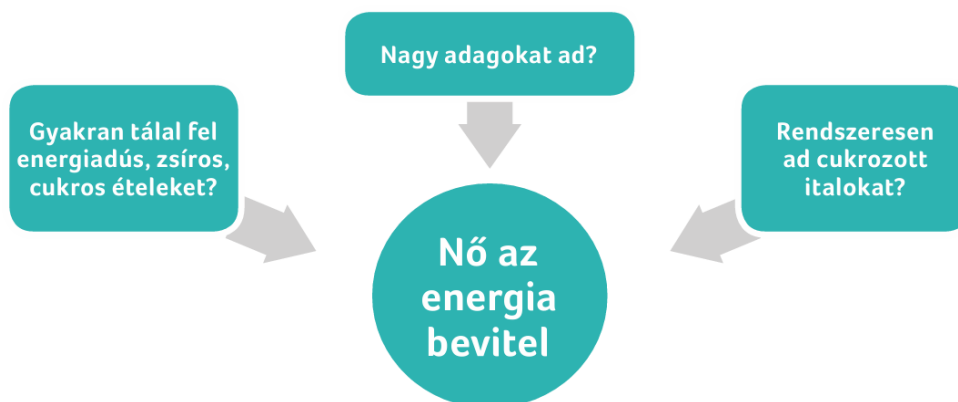 Nagy adagokat ad?
Gyakran tálal fel
energiadús, zsíros,
cukros ételeket?
Rendszeresen
ad cukrozott
italokat?
Nő az
energia
bevitel